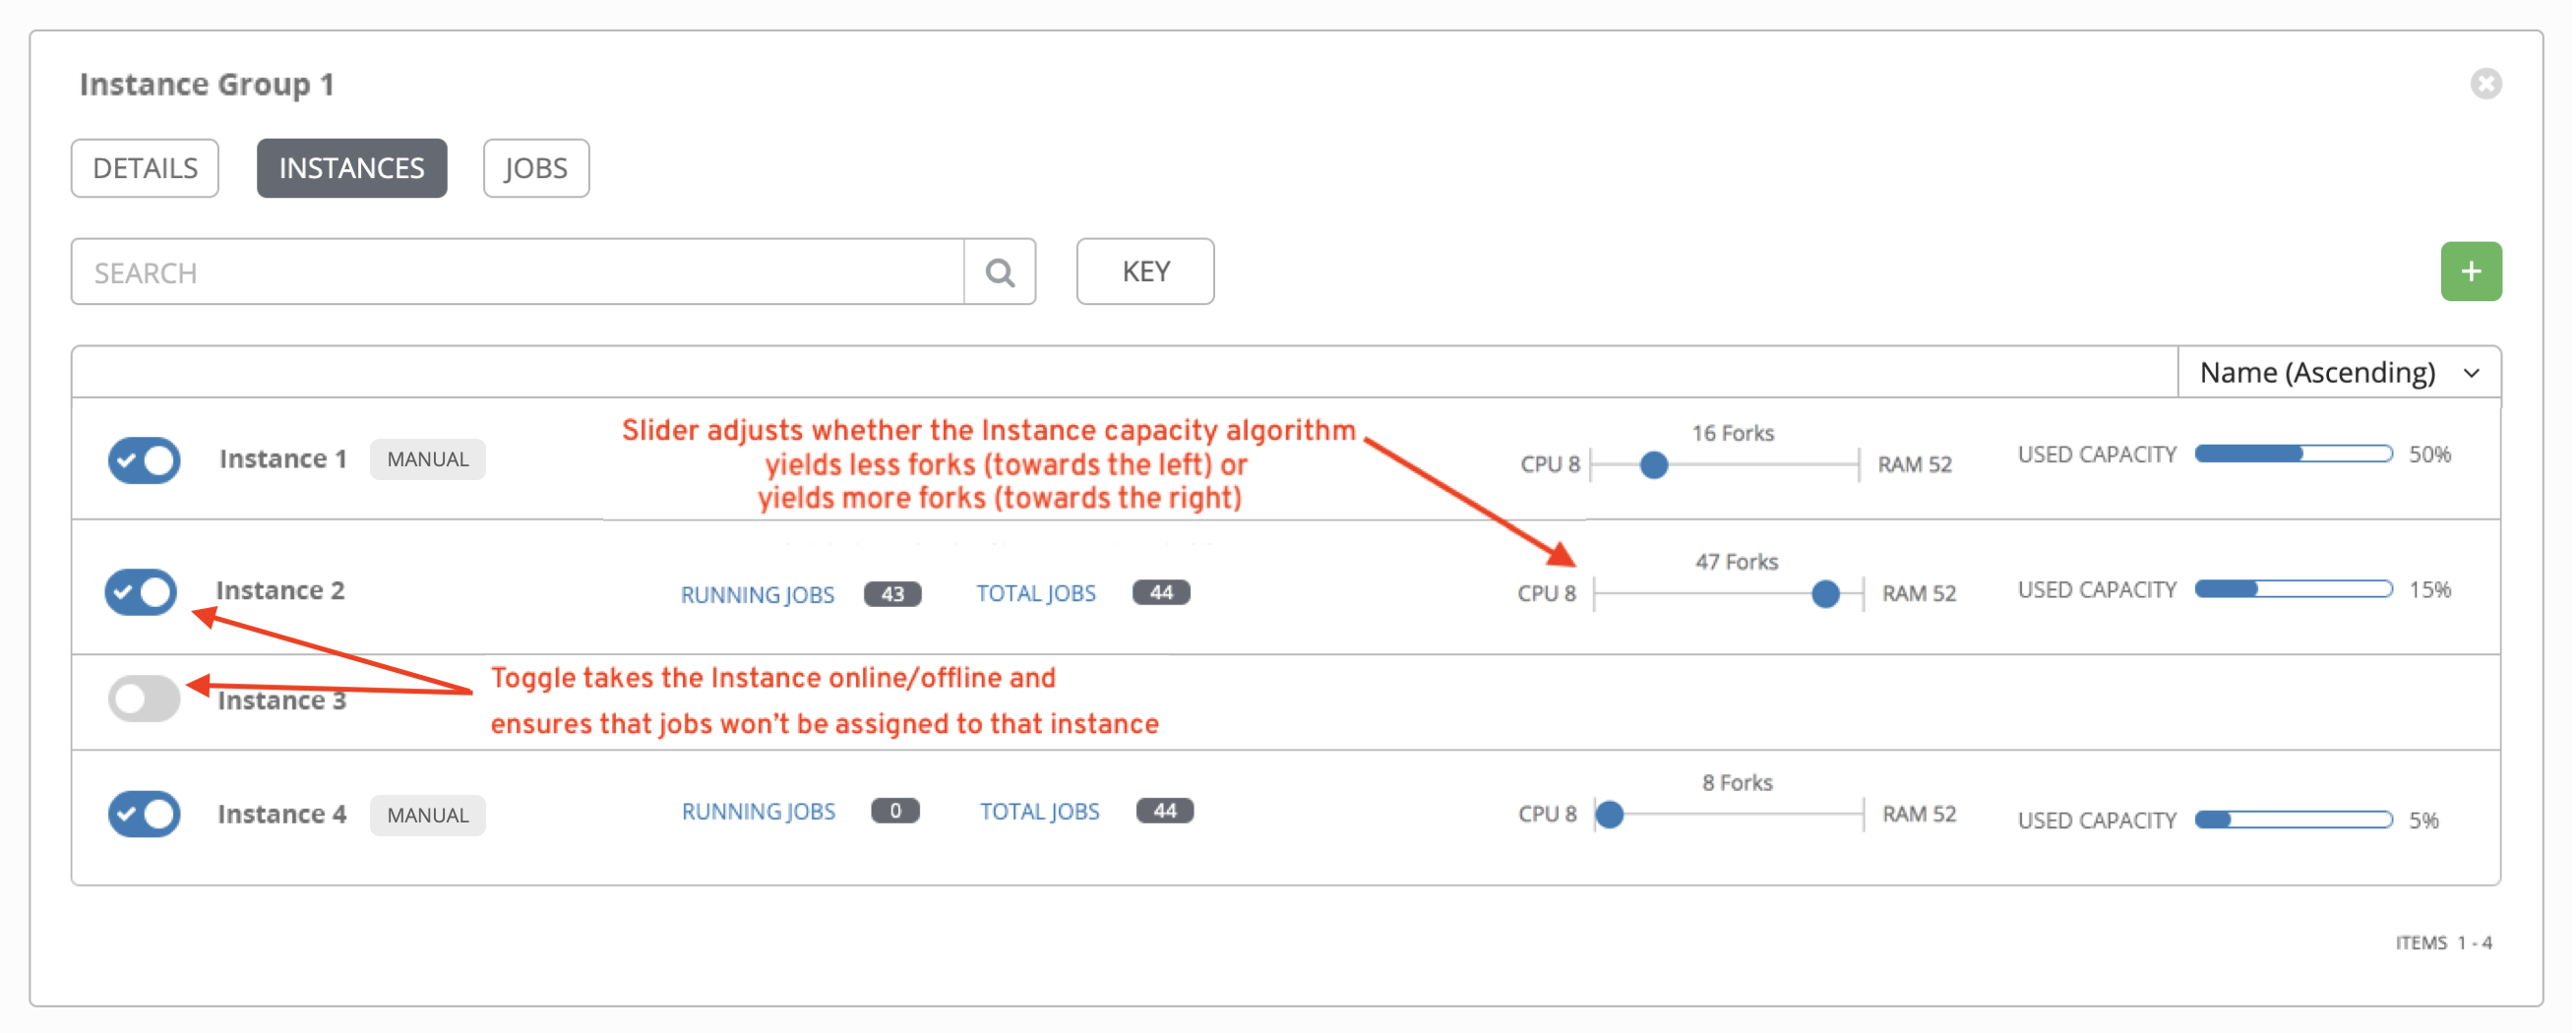 Instance Group 1
DETAILS INSTANCES JOBS
SEARCH KEY +
Name (Ascending)
Instance 1 MANUAL
Slider adjusts whether the Instance capacity algorithm
yields less forks (towards the left) or
yields more forks (towards the right)
16 Forks
CPU 8 RAM 52 USED CAPACITY 50%
Instance 2 RUNNING JOBS 43 TOTAL JOBS 44
47 Forks
CPU 8 RAM 52 USED CAPACITY 15%
Instance 3
Toggle takes the Instance online/offline and
ensures that jobs won't be assigned to that instance
Instance 4 MANUAL RUNNING JOBS 0 TOTAL JOBS 44
8 Forks
CPU 8 RAM 52 USED CAPACITY 5%
ITEMS 1 - 4